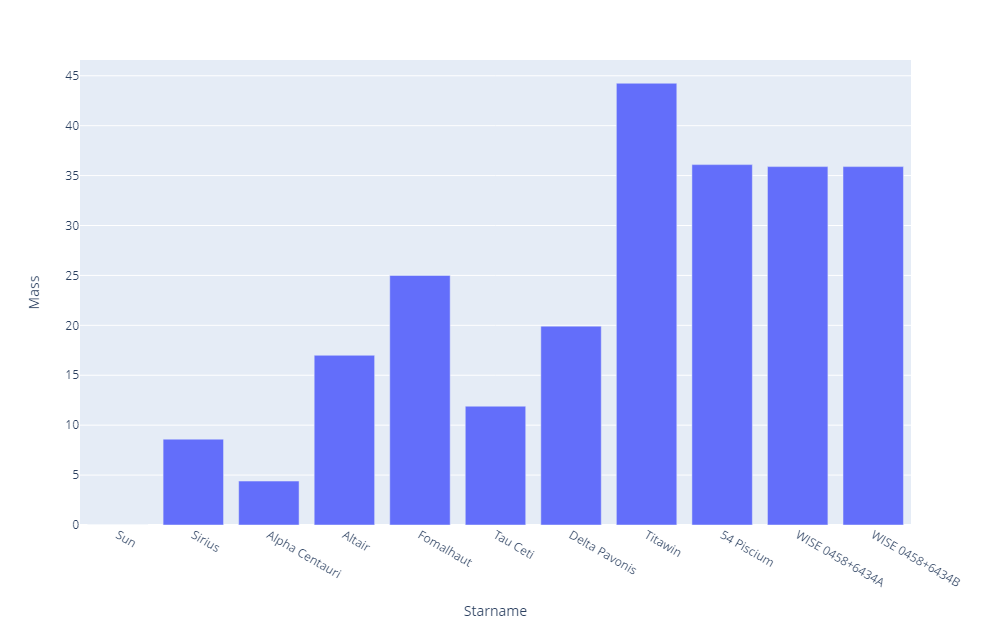 45
40
35
30
25
20
15
10
5
0
Mass
Sun
Sirius
Alpha Centauri
Altair
Fomalhaut
Tau Ceti
Delta Pavonis
Titawin
54 Piscium
WISE 0458+6434A
WISE 0458+6434B
Starname